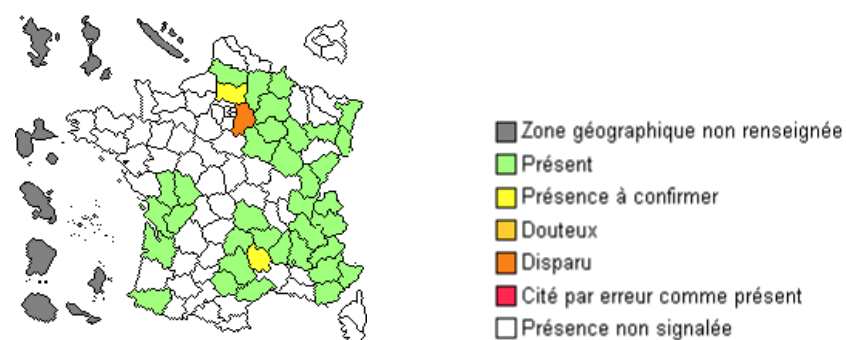 Zone géographique non renseignée
Présent
Présence à confirmer
Douteux
Disparu
Cité par erreur comme présent
Présence non signalée